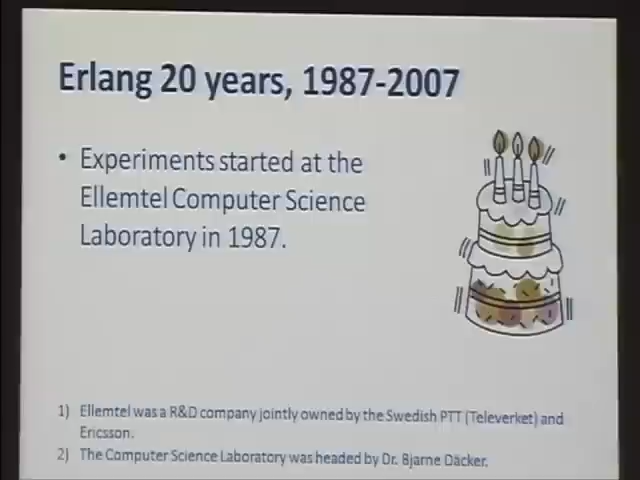 Erlang 20 years, 1987-2007
• Experiments started at the
Ellemtel Computer Science
Laboratory in 1987.
1) Ellemtel was a R&D company jointly owned by the Swedish PTT (Televerket) and
Ericsson.
2) The Computer Science Laboratory was headed by Dr. Bjarne Däcker.